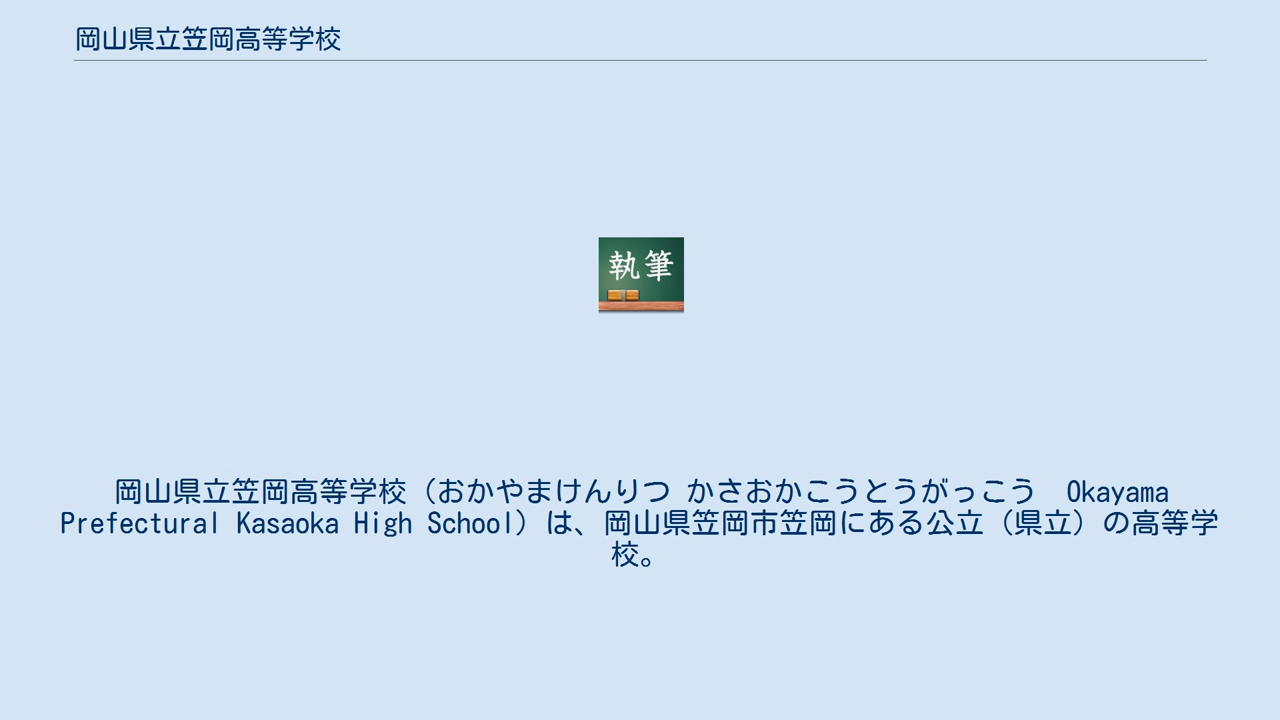 岡山県立笠岡高等学校
執筆
岡山県立笠岡高等学校（おかやまけんりつ かさおかこうとうがっこう　Okayama
Prefectural Kasaoka High School）は、岡山県笠岡市笠岡にある公立（県立）の高等学
校。